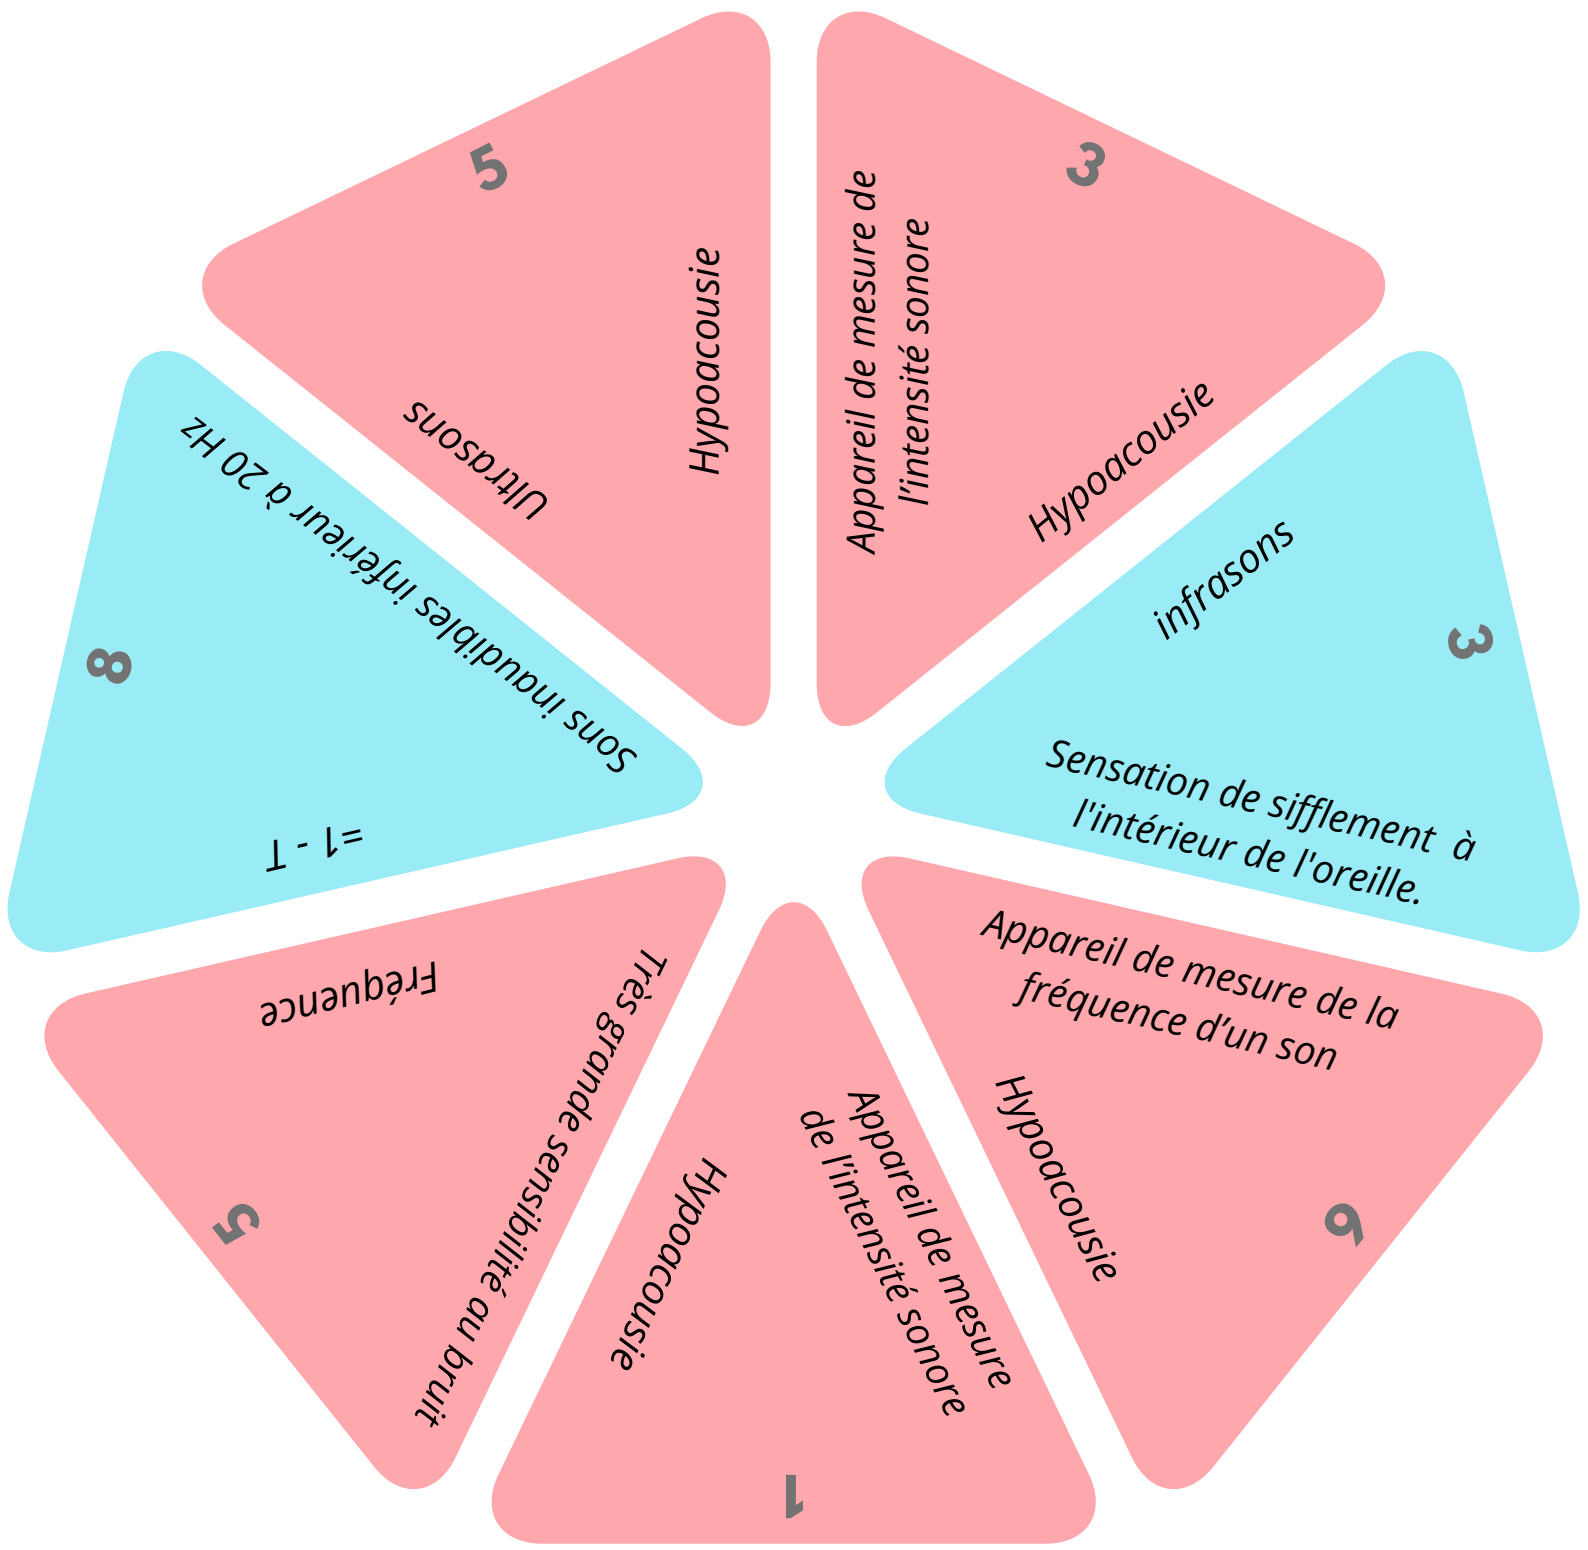 5
Hypoacousie
Ultrasons
3
Appareil de mesure de
l’intensité sonore
Hypoacousie
infrasons
3
Sensation de sifflement à
l'intérieur de l'oreille.
Appareil de mesure de la
fréquence d’un son
Hypoacousie
6
Appareil de mesure
de l’intensité sonore
Hypoacousie
1
Très grande sensibilité au bruit
Fréquence
5
=1 - T
8
Sons inaudibles inférieur à 20 Hz